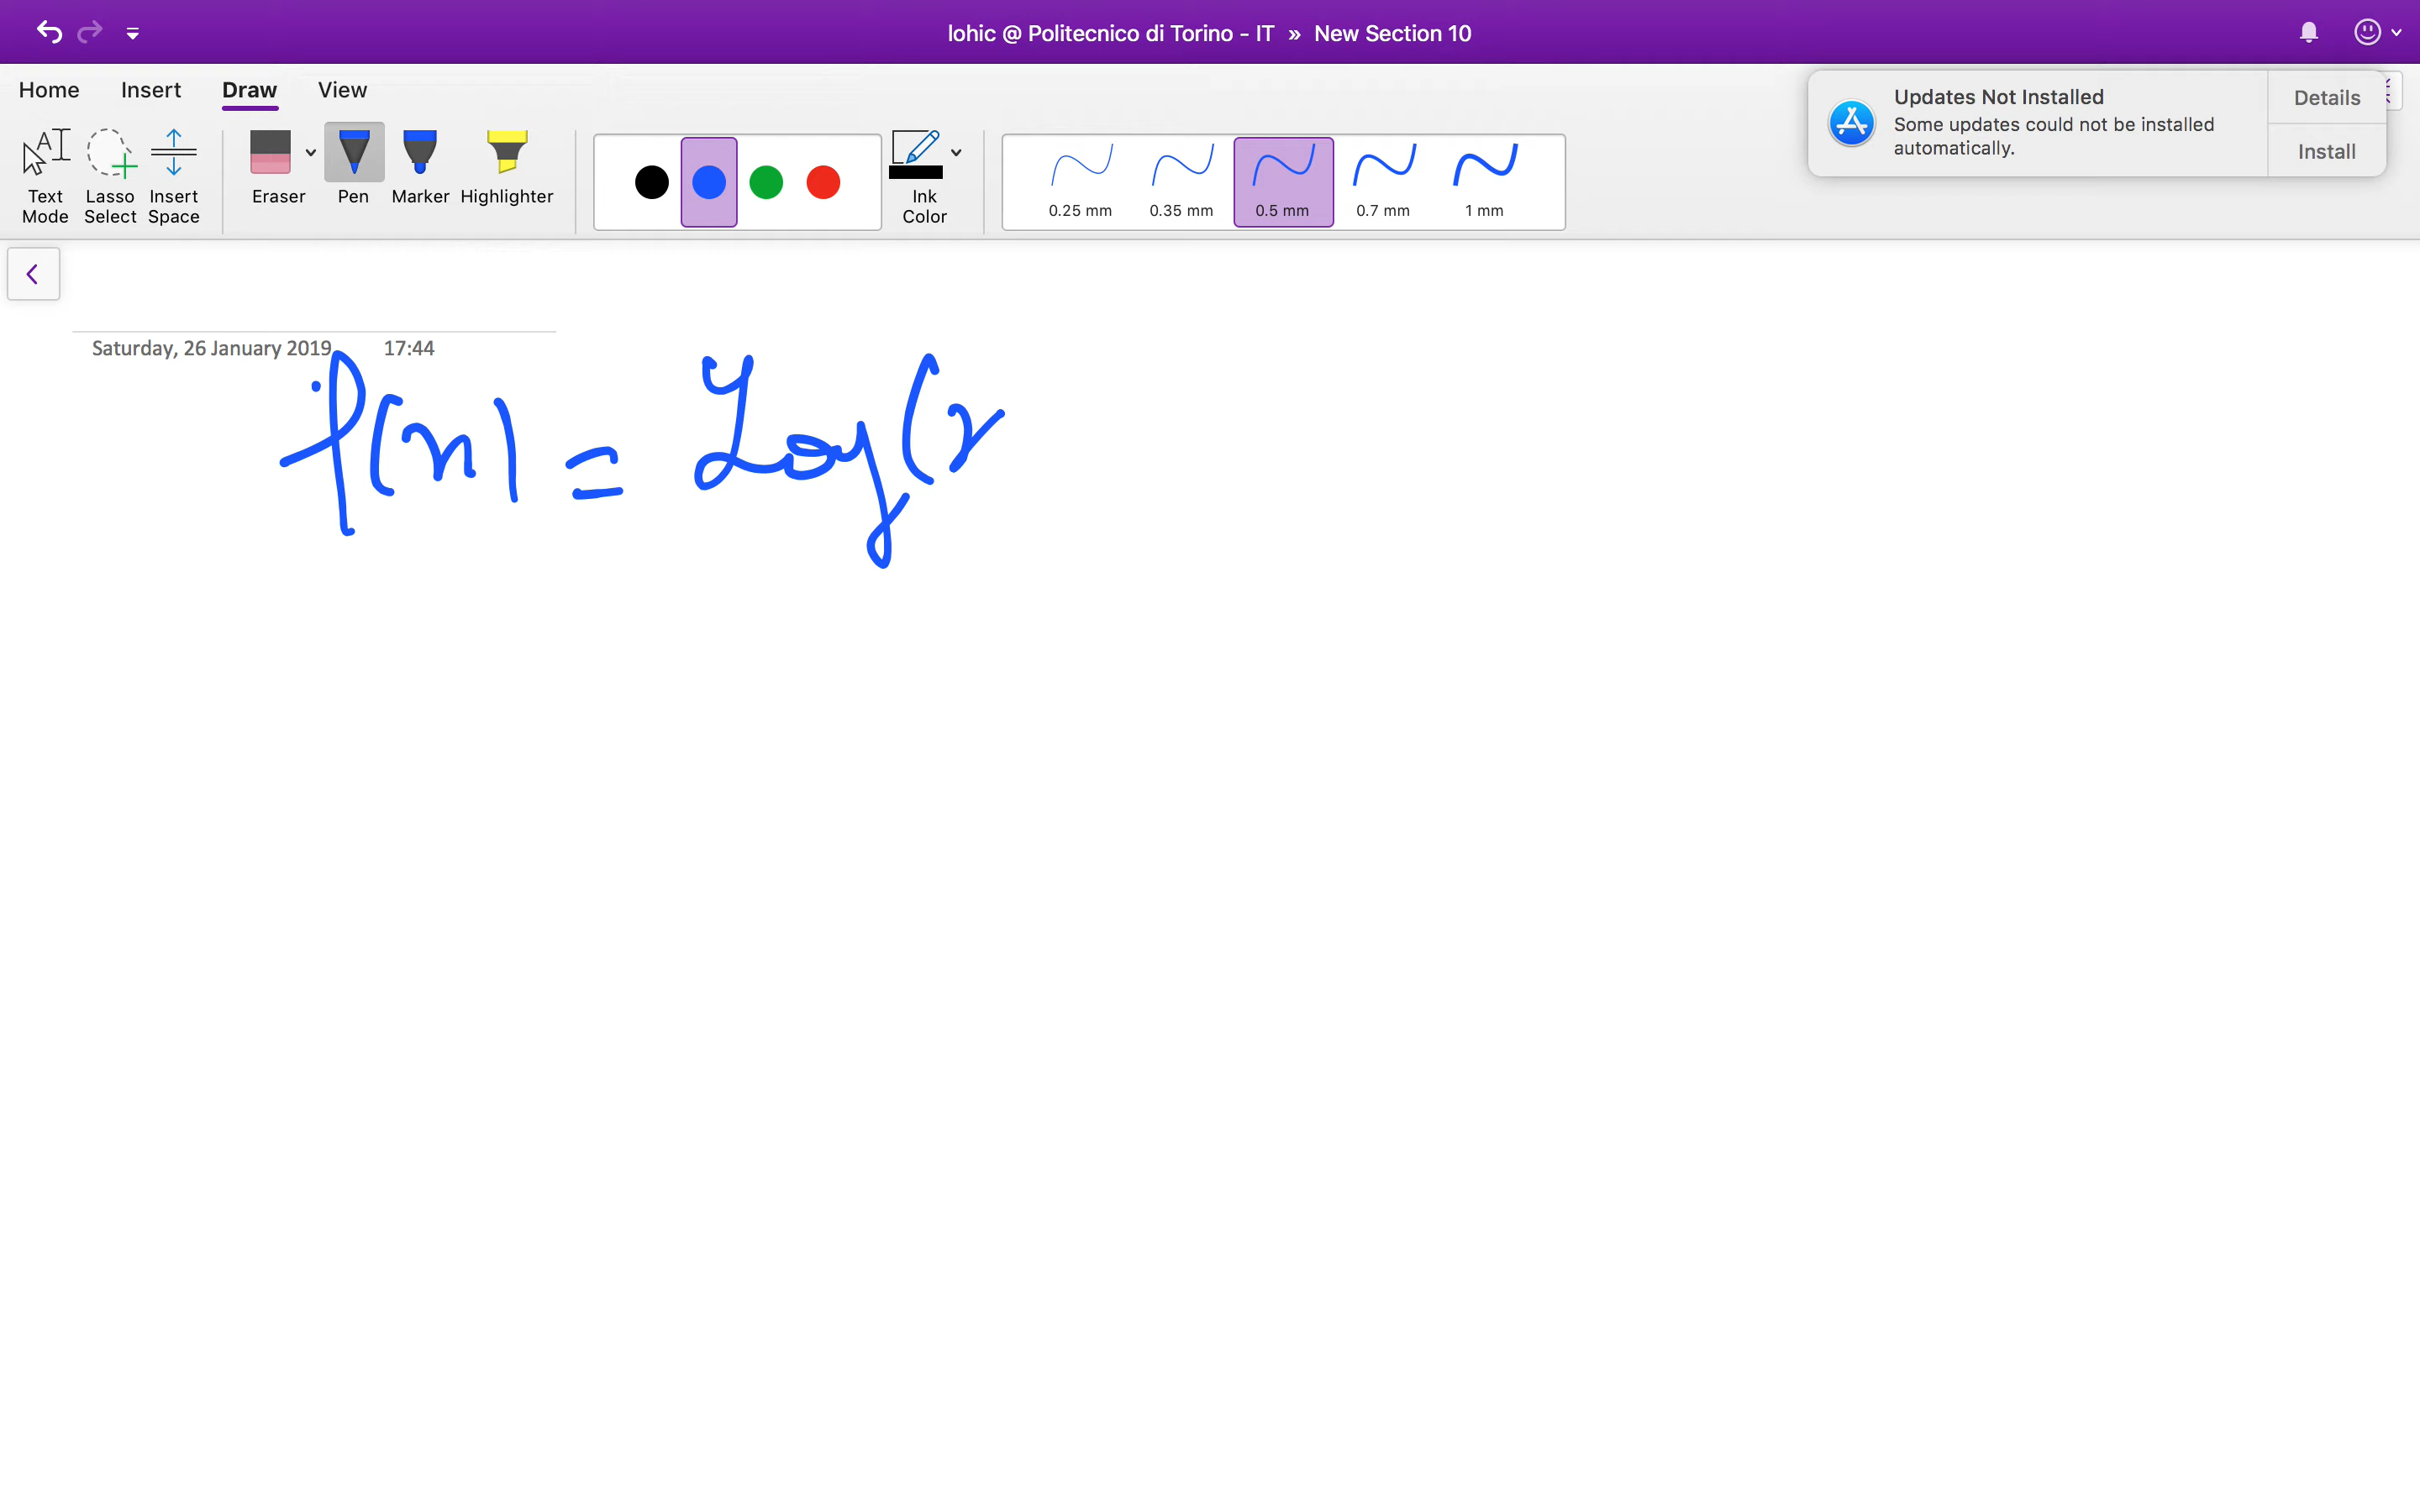 lohic @ Politecnico di Torino - IT » New Section 10
Home Insert Draw View
Updates Not Installed
Some updates could not be installed automatically.
Details
Install
Text Mode
Lasso Select
Insert Space
Eraser
Pen
Marker
Highlighter
Ink Color
0.25 mm
0.35 mm
0.5 mm
0.7 mm
1 mm
Saturday, 26 January 2019 17:44
f(x) = Log(x